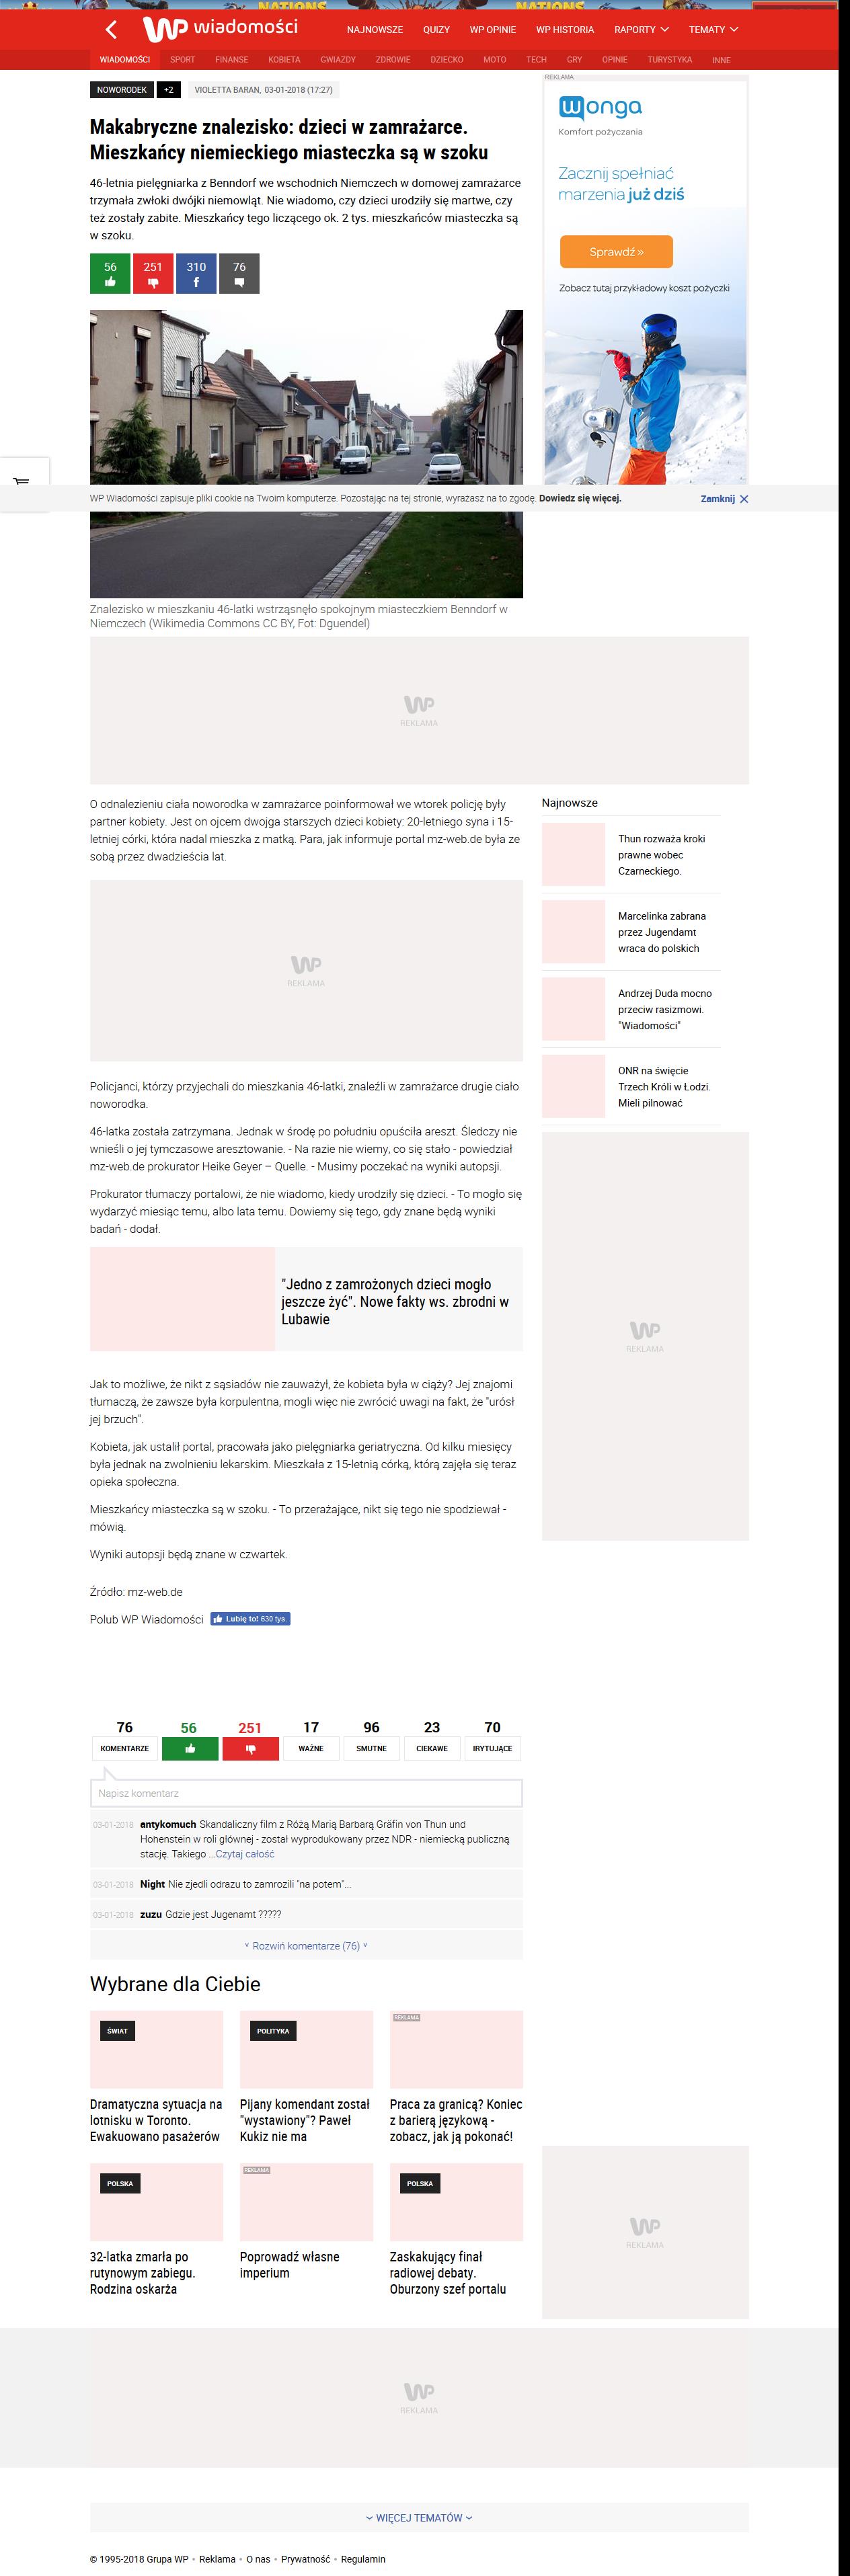 NATIONS
NATIONS
WP wiadomości
NAJNOWSZE
QUIZY
WP OPINIE
WP HISTORIA
RAPORTY
TEMATY
WIADOMOŚCI
SPORT
FINANSE
KOBIETA
GWIAZDY
ZDROWIE
DZIECKO
MOTO
TECH
GRY
OPINIE
TURYSTYKA
INNE
NOWORODEK
+2
VIOLETTA BARAN, 03-01-2018 (17:27)
Makabryczne znalezisko: dzieci w zamrażarce.
Mieszkańcy niemieckiego miasteczka są w szoku
46-letnia pielęgniarka z Benndorf we wschodnich Niemczech w domowej zamrażarce
trzymała zwłoki dwójki niemowląt. Nie wiadomo, czy dzieci urodziły się martwe, czy
też zostały zabite. Mieszkańcy tego liczącego ok. 2 tys. mieszkańców miasteczka są
w szoku.
56
251
310
f
76
REKLAMA
wonga
Komfort pożyczania
Zacznij spełniać
marzenia już dziś
Sprawdź »
Zobacz tutaj przykładowy koszt pożyczki
WP Wiadomości zapisuje pliki cookie na Twoim komputerze. Pozostając na tej stronie, wyrażasz na to zgodę. Dowiedz się więcej.
Zamknij
Znalezisko w mieszkaniu 46-latki wstrząsnęło spokojnym miasteczkiem Benndorf w
Niemczech (Wikimedia Commons CC BY, Fot: Dguendel)
WP
REKLAMA
O odnalezieniu ciała noworodka w zamrażarce poinformował we wtorek policję były
partner kobiety. Jest on ojcem dwojga starszych dzieci kobiety: 20-letniego syna i 15-
letniej córki, która nadal mieszka z matką. Para, jak informuje portal mz-web.de była ze
sobą przez dwadzieścia lat.
WP
REKLAMA
Najnowsze
Thun rozważa kroki
prawne wobec
Czarneckiego.
Marcelinka zabrana
przez Jugendamt
wraca do polskich
Andrzej Duda mocno
przeciw rasizmowi.
"Wiadomości"
ONR na święcie
Trzech Króli w Łodzi.
Mieli pilnować
WP
REKLAMA
Policjanci, którzy przyjechali do mieszkania 46-latki, znaleźli w zamrażarce drugie ciało
noworodka.
46-latka została zatrzymana. Jednak w środę po południu opuściła areszt. Śledczy nie
wnieśli o jej tymczasowe aresztowanie. - Na razie nie wiemy, co się stało - powiedział
mz-web.de prokurator Heike Geyer – Quelle. - Musimy poczekać na wyniki autopsji.
Prokurator tłumaczy portalowi, że nie wiadomo, kiedy urodziły się dzieci. - To mogło się
wydarzyć miesiąc temu, albo lata temu. Dowiemy się tego, gdy znane będą wyniki
badań - dodał.
"Jedno z zamrożonych dzieci mogło
jeszcze żyć". Nowe fakty ws. zbrodni w
Lubawie
Jak to możliwe, że nikt z sąsiadów nie zauważył, że kobieta była w ciąży? Jej znajomi
tłumaczą, że zawsze była korpulentna, mogli więc nie zwrócić uwagi na fakt, że "urósł
jej brzuch".
Kobieta, jak ustalił portal, pracowała jako pielęgniarka geriatryczna. Od kilku miesięcy
była jednak na zwolnieniu lekarskim. Mieszkała z 15-letnią córką, którą zajęła się teraz
opieka społeczna.
Mieszkańcy miasteczka są w szoku. - To przerażające, nikt się tego nie spodziewał -
mówią.
Wyniki autopsji będą znane w czwartek.
Źródło: mz-web.de
Polub WP Wiadomości
Lubię to! 630 tys.
76
KOMENTARZE
56
251
17
WAŻNE
96
SMUTNE
23
CIEKAWE
70
IRYTUJĄCE
Napisz komentarz
03-01-2018 antykomuch Skandaliczny film z Różą Marią Barbarą Gräfin von Thun und
Hohenstein w roli głównej - został wyprodukowany przez NDR - niemiecką publiczną
stację. Takiego ...Czytaj całość
03-01-2018 Night Nie zjedli odrazu to zamrozili "na potem"...
03-01-2018 zuzu Gdzie jest Jugenamt ?????
Rozwiń komentarze (76)
Wybrane dla Ciebie
ŚWIAT
Dramatyczna sytuacja na
lotnisku w Toronto.
Ewakuowano pasażerów
POLITYKA
Pijany komendant został
"wystawiony"? Paweł
Kukiz nie ma
REKLAMA
Praca za granicą? Koniec
z barierą językową -
zobacz, jak ją pokonać!
POLSKA
32-latka zmarła po
rutynowym zabiegu.
Rodzina oskarża
REKLAMA
Poprowadź własne
imperium
POLSKA
Zaskakujący finał
radiowej debaty.
Oburzony szef portalu
WP
REKLAMA
WP
REKLAMA
WIĘCEJ TEMATÓW
© 1995-2018 Grupa WP • Reklama • O nas • Prywatność • Regulamin